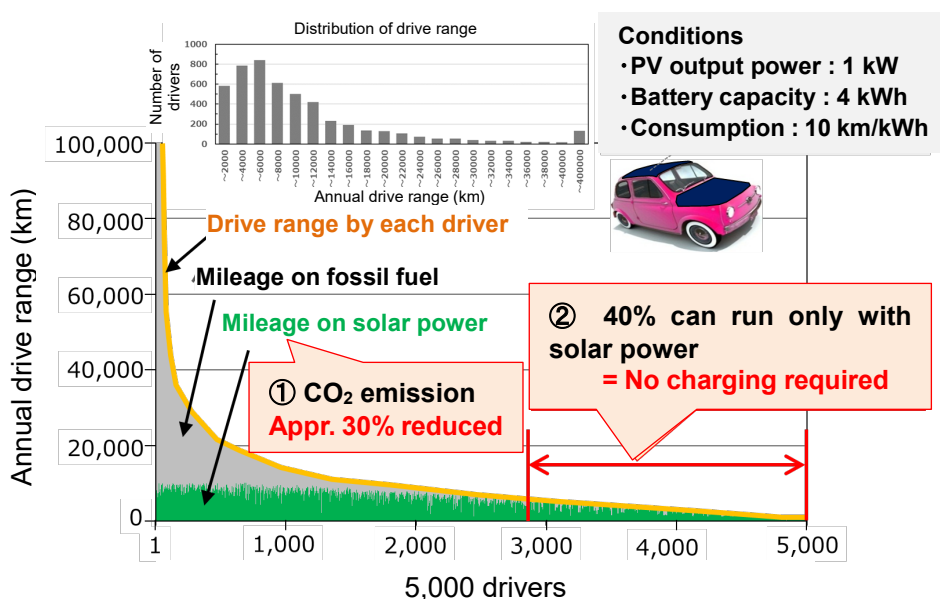 Distribution of drive range
Number of
drivers
1000
800
600
400
200
0
~2000
~4000
~6000
~8000
~10000
~12000
~14000
~16000
~18000
~20000
~22000
~24000
~26000
~28000
~30000
~32000
~34000
~36000
~38000
~40000
~400000
Annual drive range (km)
Conditions
・PV output power : 1 kW
・Battery capacity : 4 kWh
・Consumption : 10 km/kWh
Annual drive range (km)
100,000
80,000
60,000
40,000
20,000
0
Drive range by each driver
Mileage on fossil fuel
Mileage on solar power
① CO₂ emission
Appr. 30% reduced
② 40% can run only with
solar power
= No charging required
1
1,000
2,000
3,000
4,000
5,000
5,000 drivers